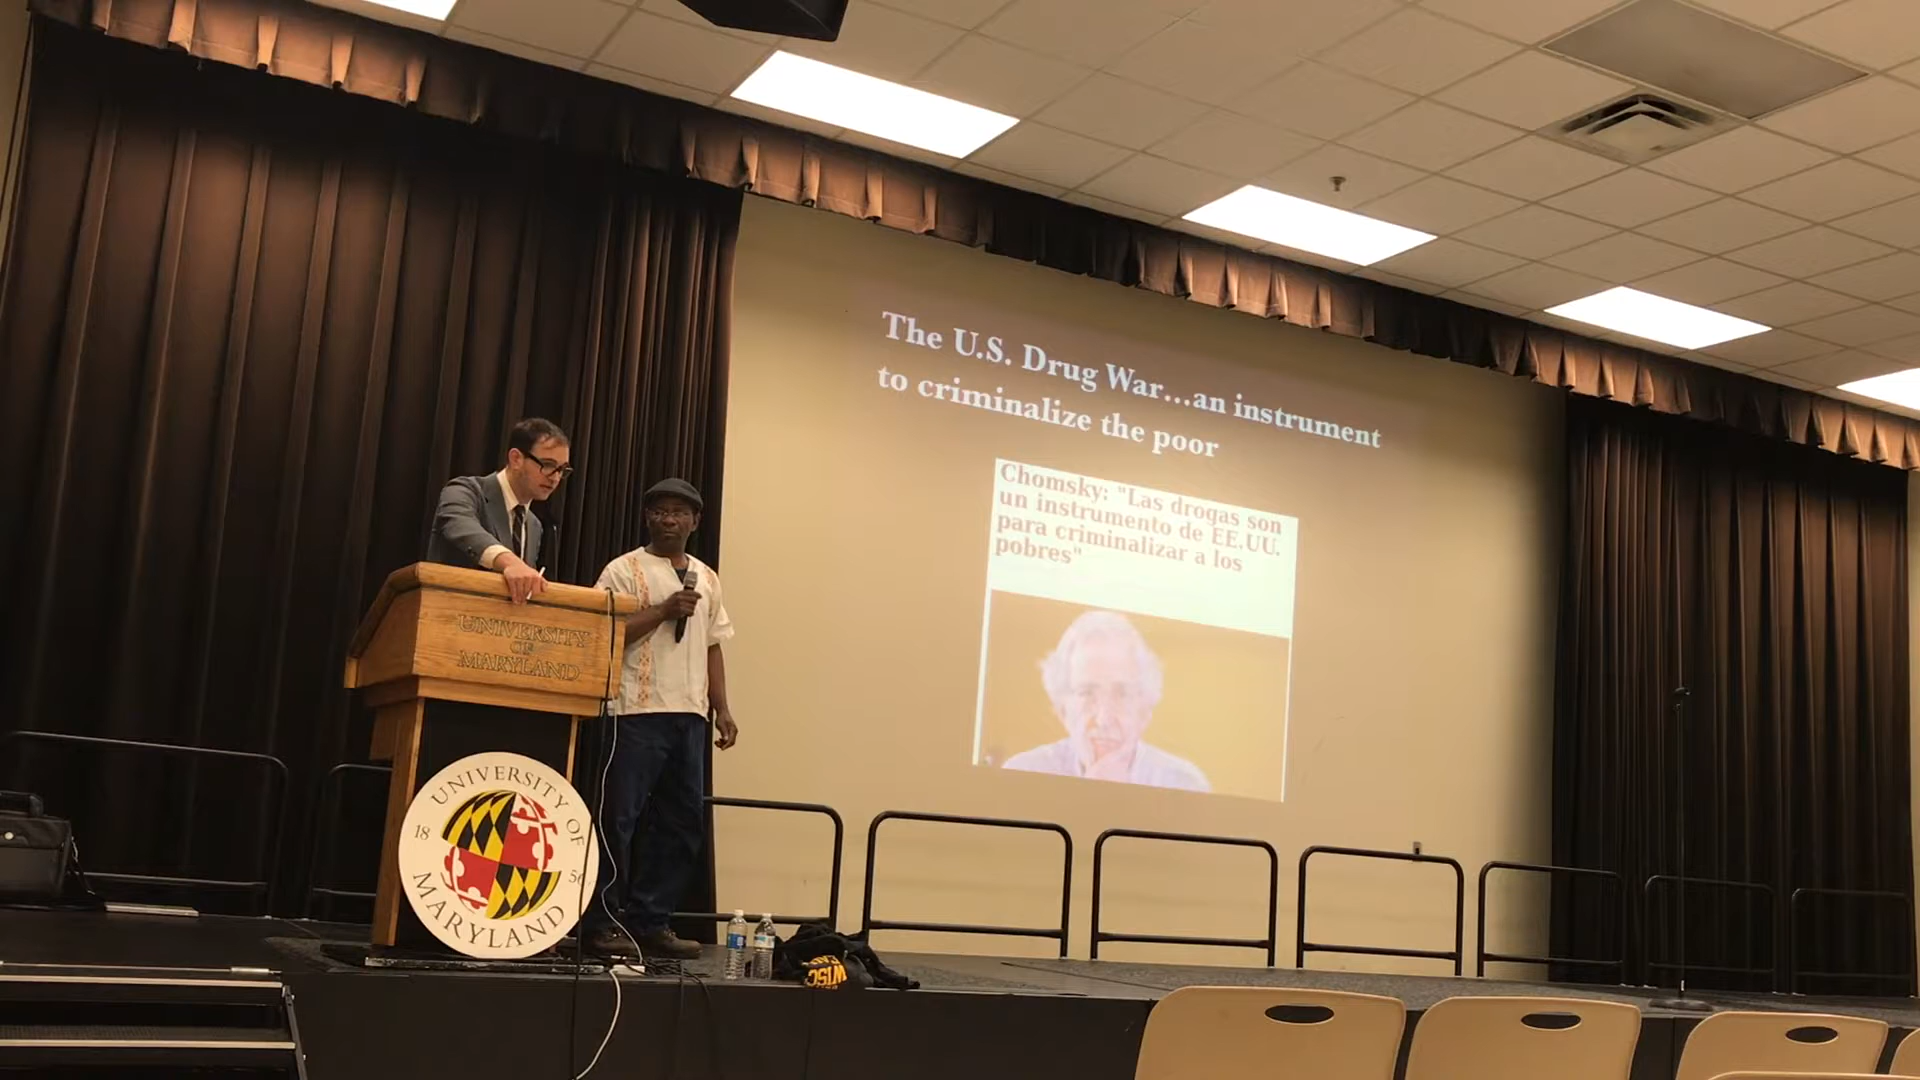 The U.S. Drug War...an instrument
to criminalize the poor
Chomsky: "Las drogas son
un instrumento de EE.UU.
para criminalizar a los
pobres"
UNIVERSITY
OF
MARYLAND
UNIVERSITY OF
18 56
MARYLAND